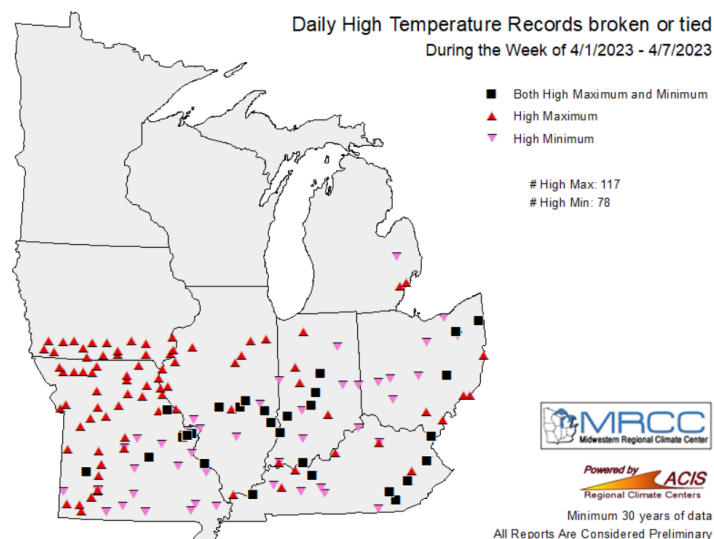 Daily High Temperature Records broken or tied
During the Week of 4/1/2023 - 4/7/2023
Both High Maximum and Minimum
High Maximum
High Minimum
# High Max: 117
# High Min: 78
MRCC
Midwestern Regional Climate Center
Powered by
ACIS
Regional Climate Centers
Minimum 30 years of data
All Reports Are Considered Preliminary